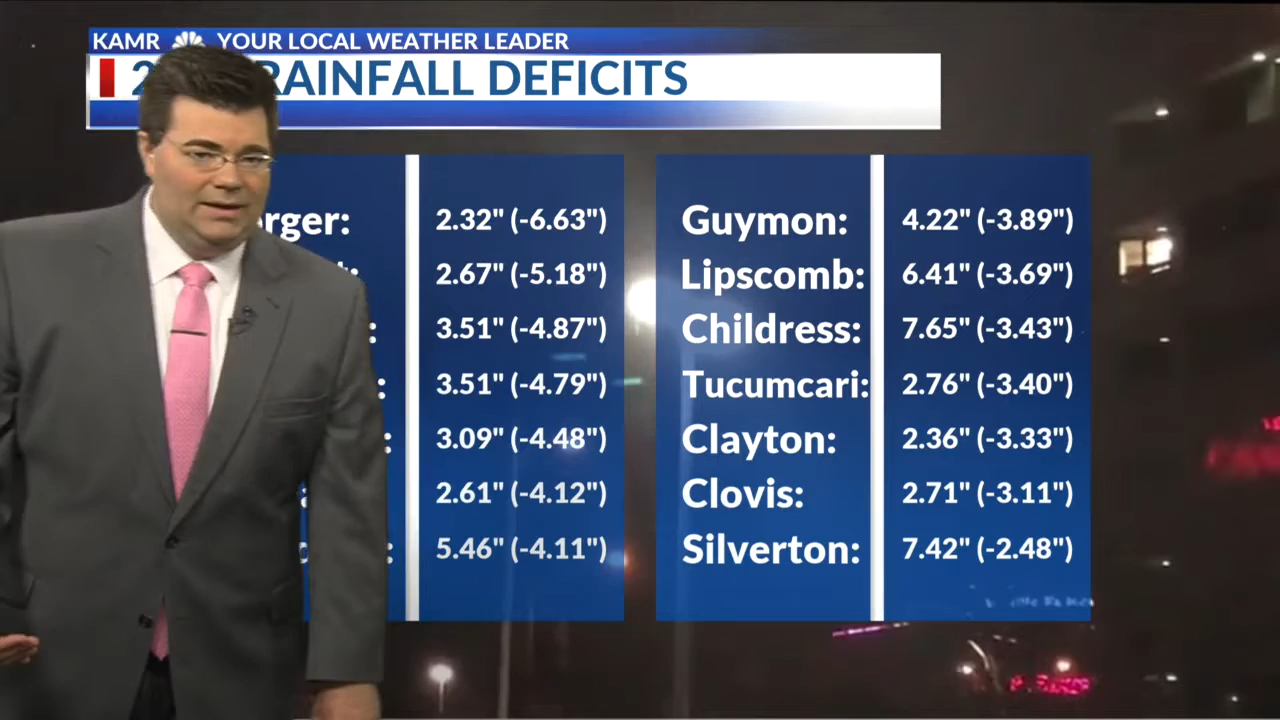 KAMR YOUR LOCAL WEATHER LEADER
RAINFALL DEFICITS
2.32" (-6.63")
2.67" (-5.18")
3.51" (-4.87")
3.51" (-4.79")
3.09" (-4.48")
2.61" (-4.12")
5.46" (-4.11")
Guymon: 4.22" (-3.89")
Lipscomb: 6.41" (-3.69")
Childress: 7.65" (-3.43")
Tucumcari: 2.76" (-3.40")
Clayton: 2.36" (-3.33")
Clovis: 2.71" (-3.11")
Silverton: 7.42" (-2.48")